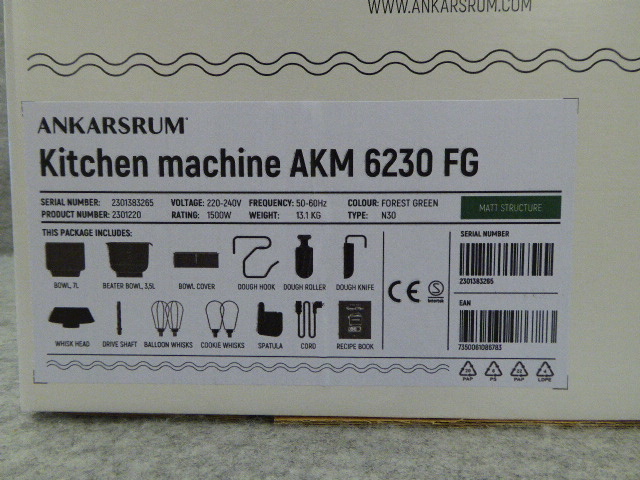 WWW.ANKARSRUM.COM
ANKARSRUM
Kitchen machine AKM 6230 FG
SERIAL NUMBER: 2301383265 VOLTAGE: 220-240V FREQUENCY: 50-60Hz COLOUR: FOREST GREEN
PRODUCT NUMBER: 2301220 RATING: 1500W WEIGHT: 13.1 KG TYPE: N30
MATT STRUCTURE
THIS PACKAGE INCLUDES:
BOWL, 7L BEATER BOWL, 3,5L BOWL COVER DOUGH HOOK DOUGH ROLLER DOUGH KNIFE
WHISK HEAD DRIVE SHAFT BALLOON WHISKS COOKIE WHISKS SPATULA CORD RECIPE BOOK
CE S
Intertek
SERIAL NUMBER
2301383265
EAN
7350061086783
PAP PS PAP LDPE